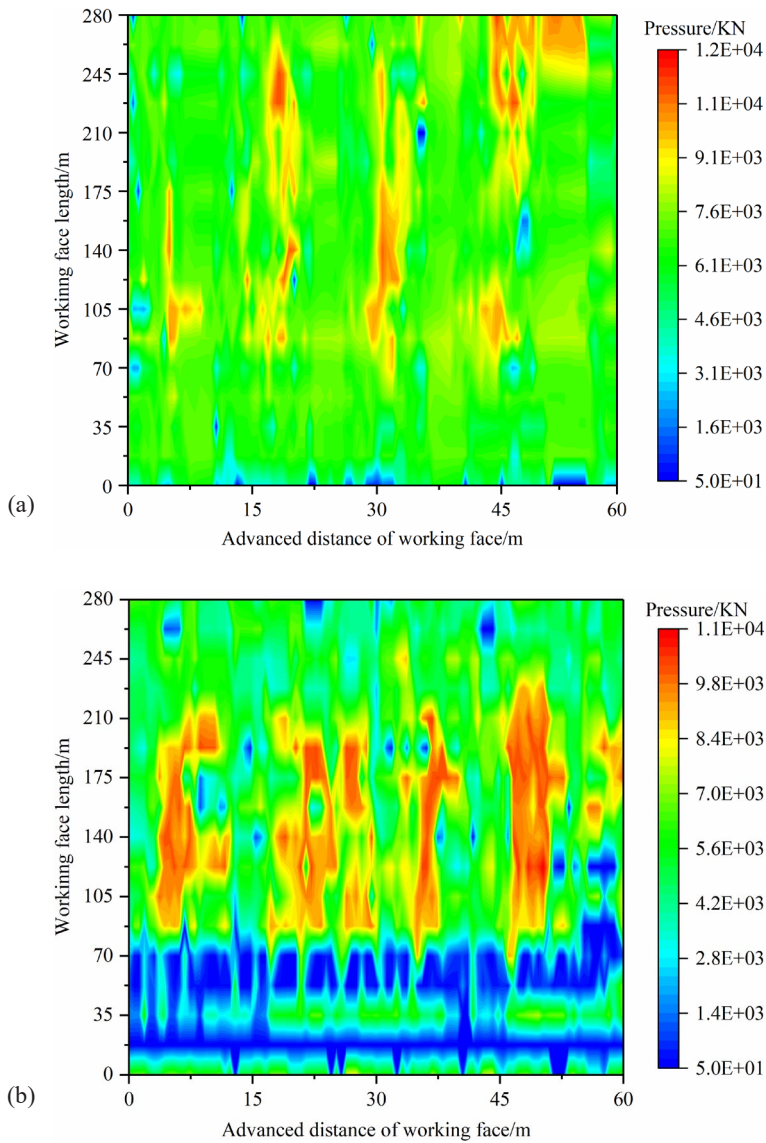 Pressure/KN
280
245
210
175
140
105
70
35
0
Workinng face length/m
0 15 30 45 60
Advanced distance of working face/m
1.2E+04
1.1E+04
9.1E+03
7.6E+03
6.1E+03
4.6E+03
3.1E+03
1.6E+03
5.0E+01
(a)
Pressure/KN
280
245
210
175
140
105
70
35
0
Workinng face length/m
0 15 30 45 60
Advanced distance of working face/m
1.1E+04
9.8E+03
8.4E+03
7.0E+03
5.6E+03
4.2E+03
2.8E+03
1.4E+03
5.0E+01
(b)